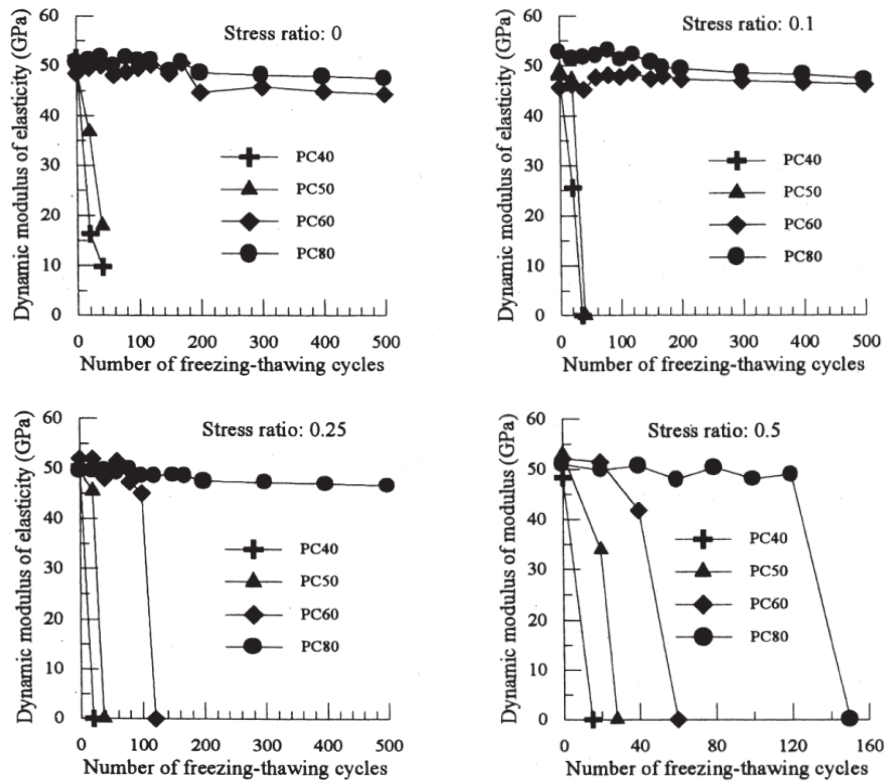 Dynamic modulus of elasticity (GPa)
60
50
40
30
20
10
0
Stress ratio: 0
PC40
PC50
PC60
PC80
0 100 200 300 400 500
Number of freezing-thawing cycles
Dynamic modulus of elasticity (GPa)
60
50
40
30
20
10
0
Stress ratio: 0.1
PC40
PC50
PC60
PC80
0 100 200 300 400 500
Number of freezing-thawing cycles
Dynamic modulus of elasticity (GPa)
60
50
40
30
20
10
0
Stress ratio: 0.25
PC40
PC50
PC60
PC80
0 100 200 300 400 500
Number of freezing-thawing cycles
Dynamic modulus of modulus (GPa)
60
50
40
30
20
10
0
Stress ratio: 0.5
PC40
PC50
PC60
PC80
0 40 80 120 160
Number of freezing-thawing cycles